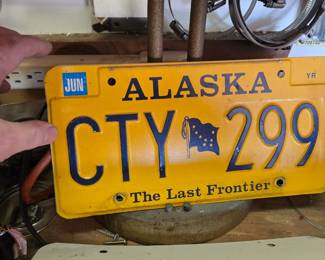 JUN
ALASKA
YR
CTY 299
The Last Frontier